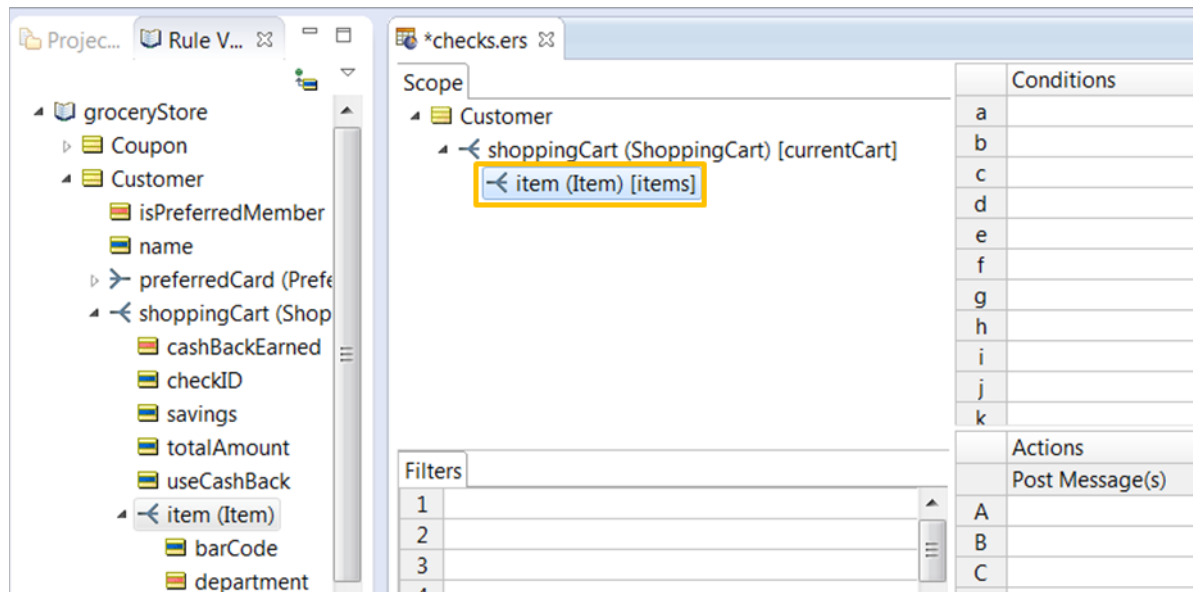 Projec...
Rule V...
groceryStore
Coupon
Customer
isPreferredMember
name
preferredCard (Prefe
shoppingCart (Shop
cashBackEarned
checkID
savings
totalAmount
useCashBack
item (Item)
barCode
department
*checks.ers
Scope
Customer
shoppingCart (ShoppingCart) [currentCart]
item (Item) [items]
Filters
1
2
3
Conditions
a
b
c
d
e
f
g
h
i
j
k
Actions
Post Message(s)
A
B
C